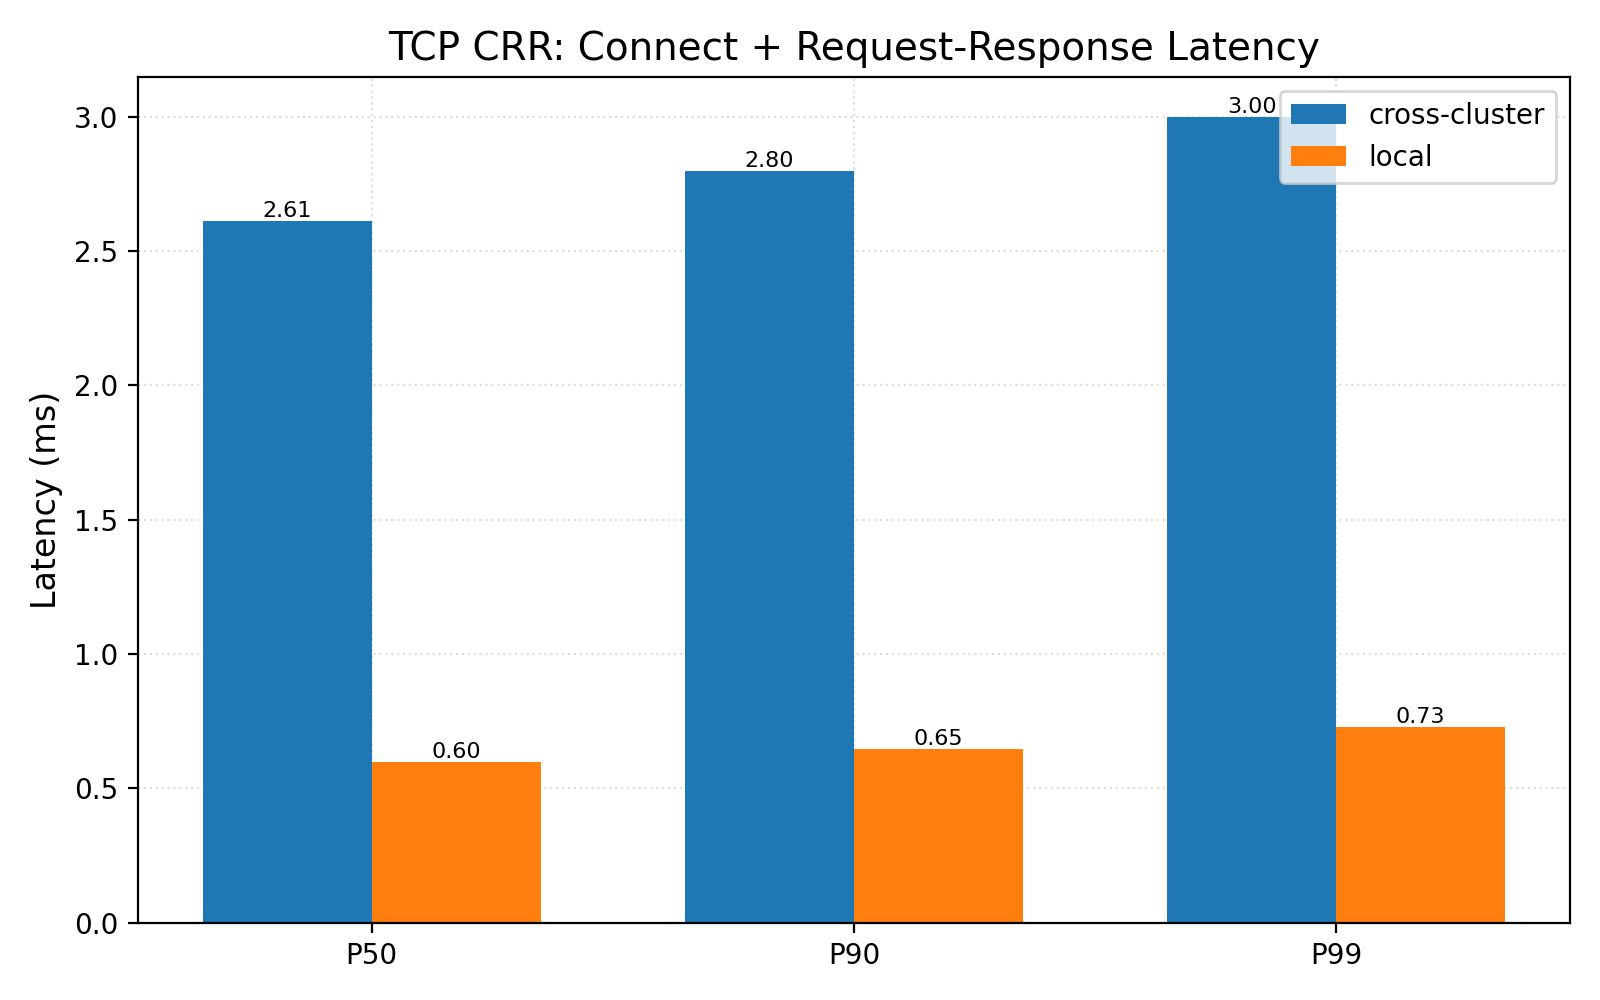 TCP CRR: Connect + Request-Response Latency
Latency (ms)
3.0
2.5
2.0
1.5
1.0
0.5
0.0
2.61
0.60
2.80
0.65
3.00
0.73
cross-cluster
local
P50
P90
P99